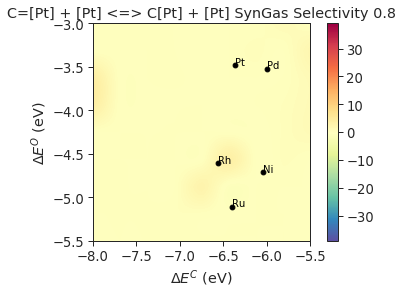 C=[Pt] + [Pt] <=> C[Pt] + [Pt] SynGas Selectivity 0.8
−3.0
−3.5
−4.0
−4.5
−5.0
−5.5
ΔE^O (eV)
Pt
Pd
Rh
Ni
Ru
−8.0 −7.5 −7.0 −6.5 −6.0 −5.5
ΔE^C (eV)
30
20
10
0
−10
−20
−30